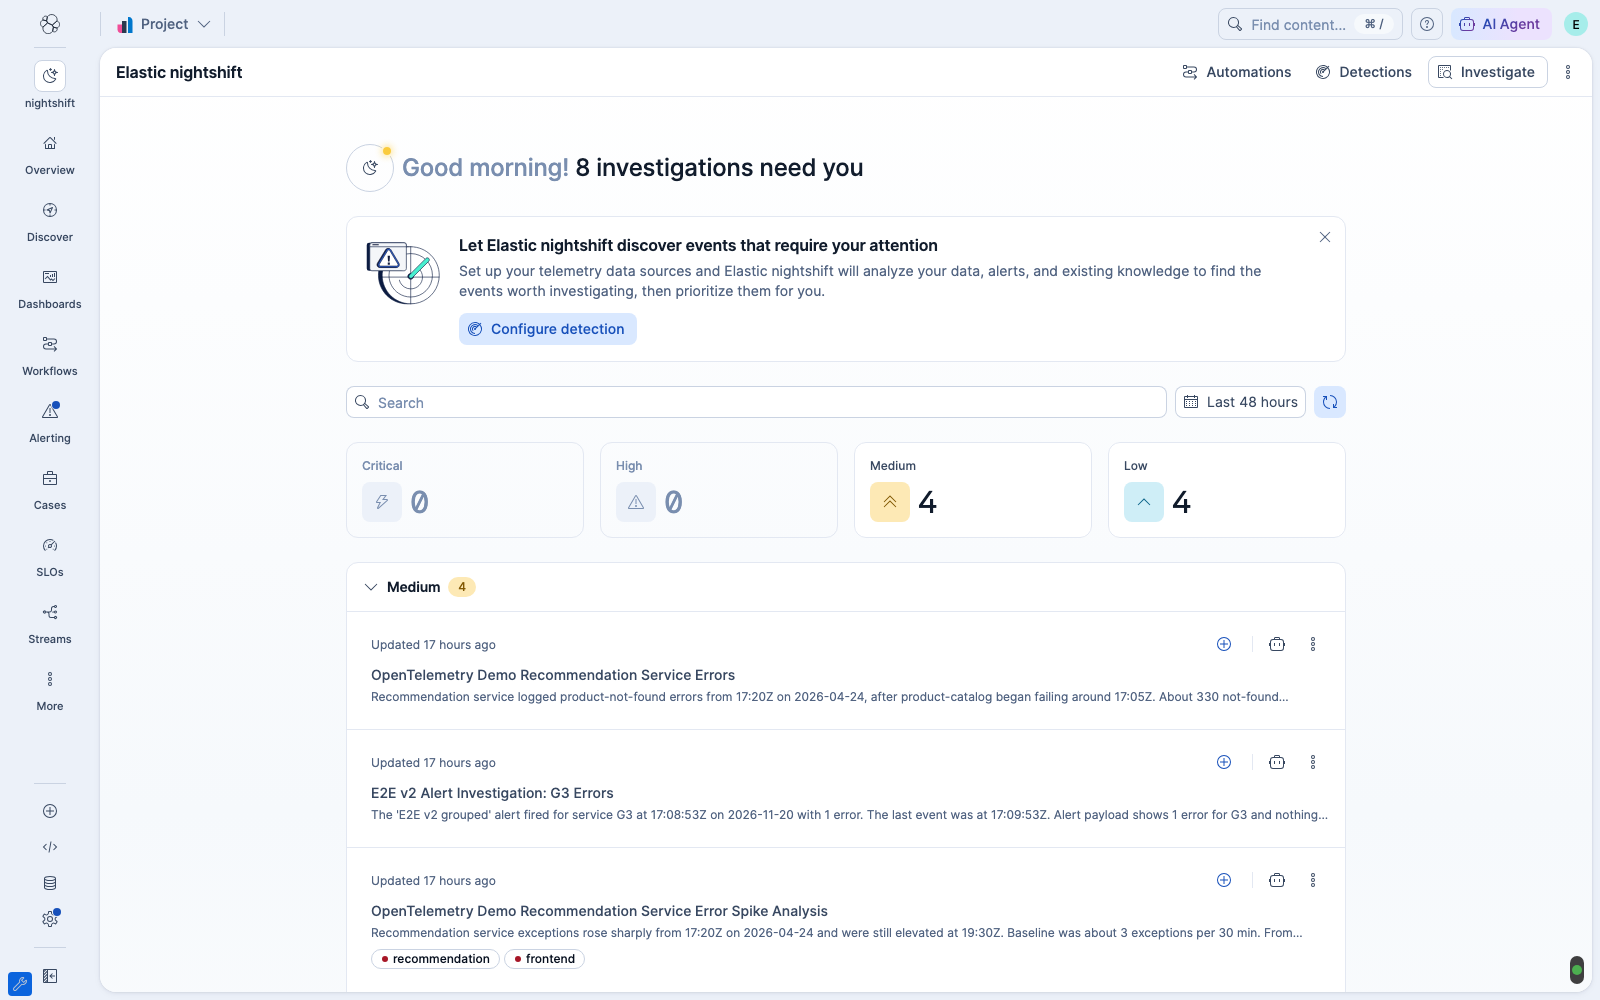 Project
Find content...
⌘ /
AI Agent
E
nightshift
Overview
Discover
Dashboards
Workflows
Alerting
Cases
SLOs
Streams
More
Elastic nightshift
Automations
Detections
Investigate
Good morning! 8 investigations need you
Let Elastic nightshift discover events that require your attention
Set up your telemetry data sources and Elastic nightshift will analyze your data, alerts, and existing knowledge to find the
events worth investigating, then prioritize them for you.
Configure detection
Search
Last 48 hours
Critical
0
High
0
Medium
4
Low
4
Medium 4
Updated 17 hours ago
OpenTelemetry Demo Recommendation Service Errors
Recommendation service logged product-not-found errors from 17:20Z on 2026-04-24, after product-catalog began failing around 17:05Z. About 330 not-found...
Updated 17 hours ago
E2E v2 Alert Investigation: G3 Errors
The 'E2E v2 grouped' alert fired for service G3 at 17:08:53Z on 2026-11-20 with 1 error. The last event was at 17:09:53Z. Alert payload shows 1 error for G3 and nothing...
Updated 17 hours ago
OpenTelemetry Demo Recommendation Service Error Spike Analysis
Recommendation service exceptions rose sharply from 17:20Z on 2026-04-24 and were still elevated at 19:30Z. Baseline was about 3 exceptions per 30 min. From...
recommendation
frontend